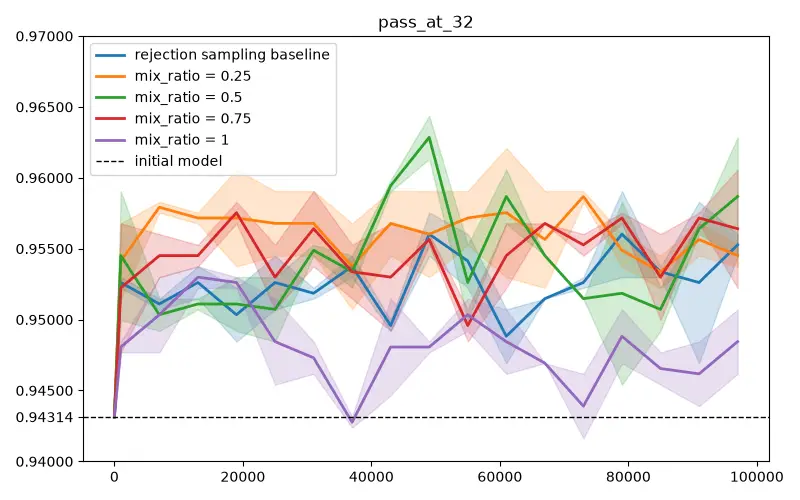 pass_at_32
0.97000
0.96500
0.96000
0.95500
0.95000
0.94500
0.94314
0.94000
rejection sampling baseline
mix_ratio = 0.25
mix_ratio = 0.5
mix_ratio = 0.75
mix_ratio = 1
initial model
0
20000
40000
60000
80000
100000